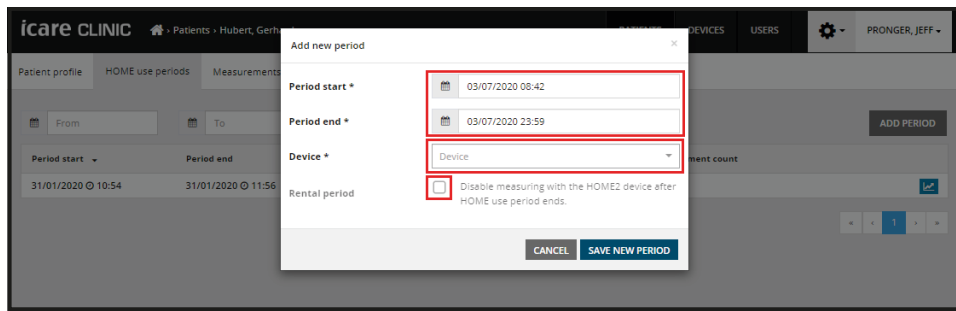 icare CLINIC
Patients › Hubert, Gerh
DEVICES
USERS
PRONGER, JEFF
Patient profile
HOME use periods
Measurements
Add new period
×
Period start *
03/07/2020 08:42
Period end *
03/07/2020 23:59
Device *
Device
Rental period
Disable measuring with the HOME2 device after
HOME use period ends.
CANCEL
SAVE NEW PERIOD
From
To
ADD PERIOD
Period start
Period end
ment count
31/01/2020 10:54
31/01/2020 11:56
« ‹ 1 › »